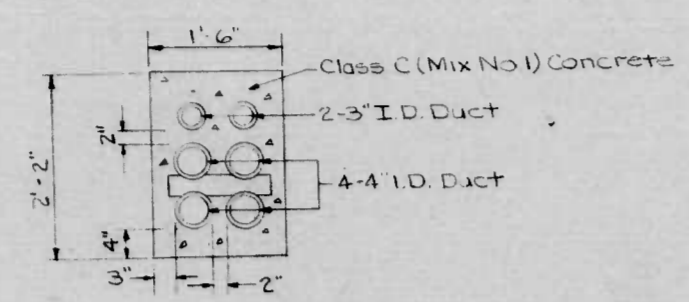 1'-6"
Class C (Mix No 1) Concrete
2-3" I.D. Duct
2"
4-4" I.D. Duct
2'-2"
4"
3"
2"